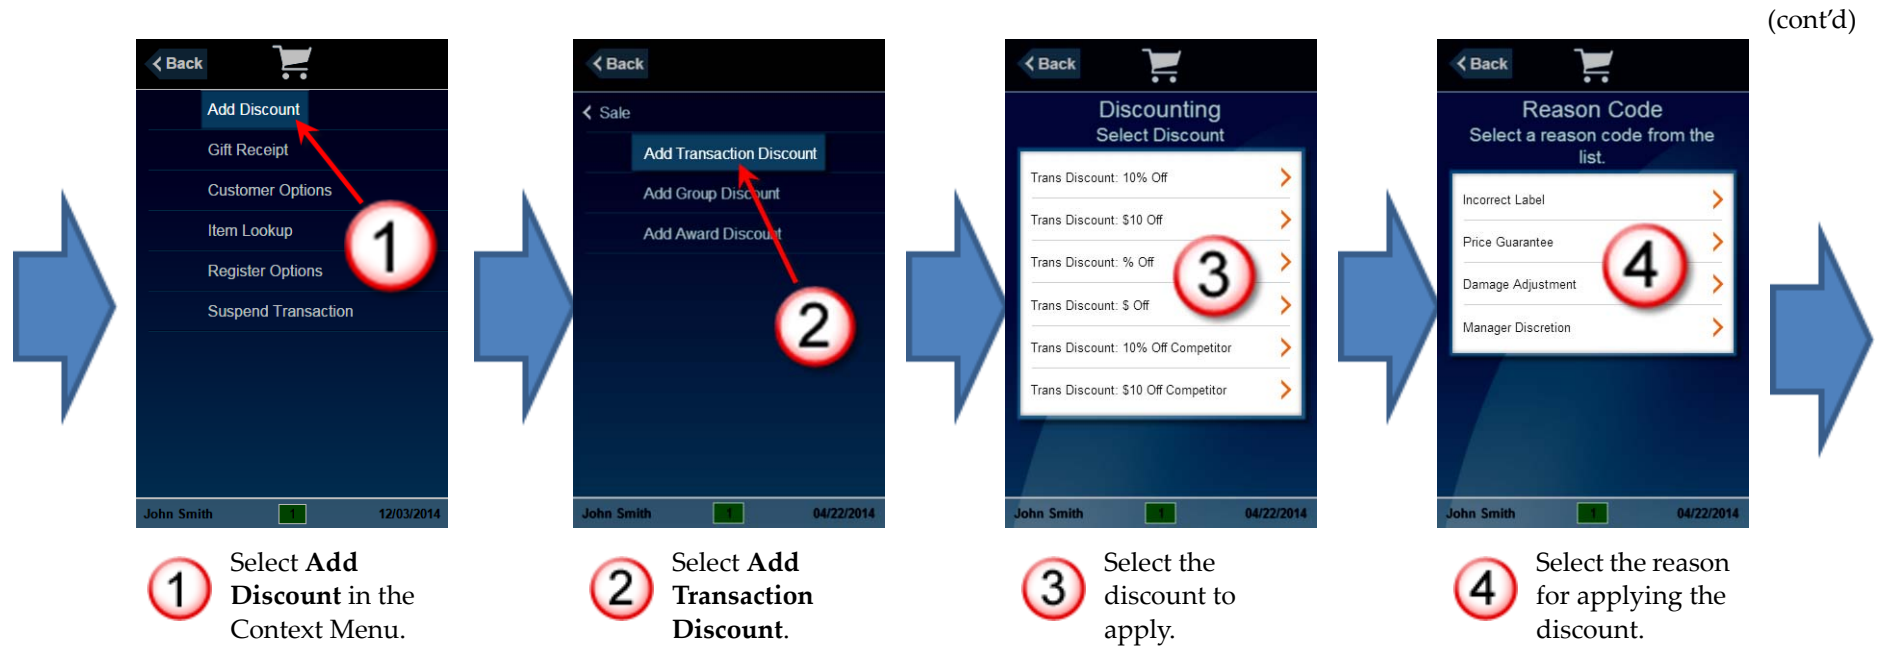 (cont’d)
Back
Add Discount
Gift Receipt
Customer Options
Item Lookup
Register Options
Suspend Transaction
1
John Smith
1
12/03/2014
1
Select Add
Discount in the
Context Menu.
Back
Sale
Add Transaction Discount
Add Group Discount
Add Award Discount
2
John Smith
1
04/22/2014
2
Select Add
Transaction
Discount.
Back
Discounting
Select Discount
Trans Discount: 10% Off
Trans Discount: $10 Off
Trans Discount: % Off
Trans Discount: $ Off
Trans Discount: 10% Off Competitor
Trans Discount: $10 Off Competitor
3
John Smith
1
04/22/2014
3
Select the
discount to
apply.
Back
Reason Code
Select a reason code from the
list.
Incorrect Label
Price Guarantee
Damage Adjustment
Manager Discretion
4
John Smith
1
04/22/2014
4
Select the reason
for applying the
discount.